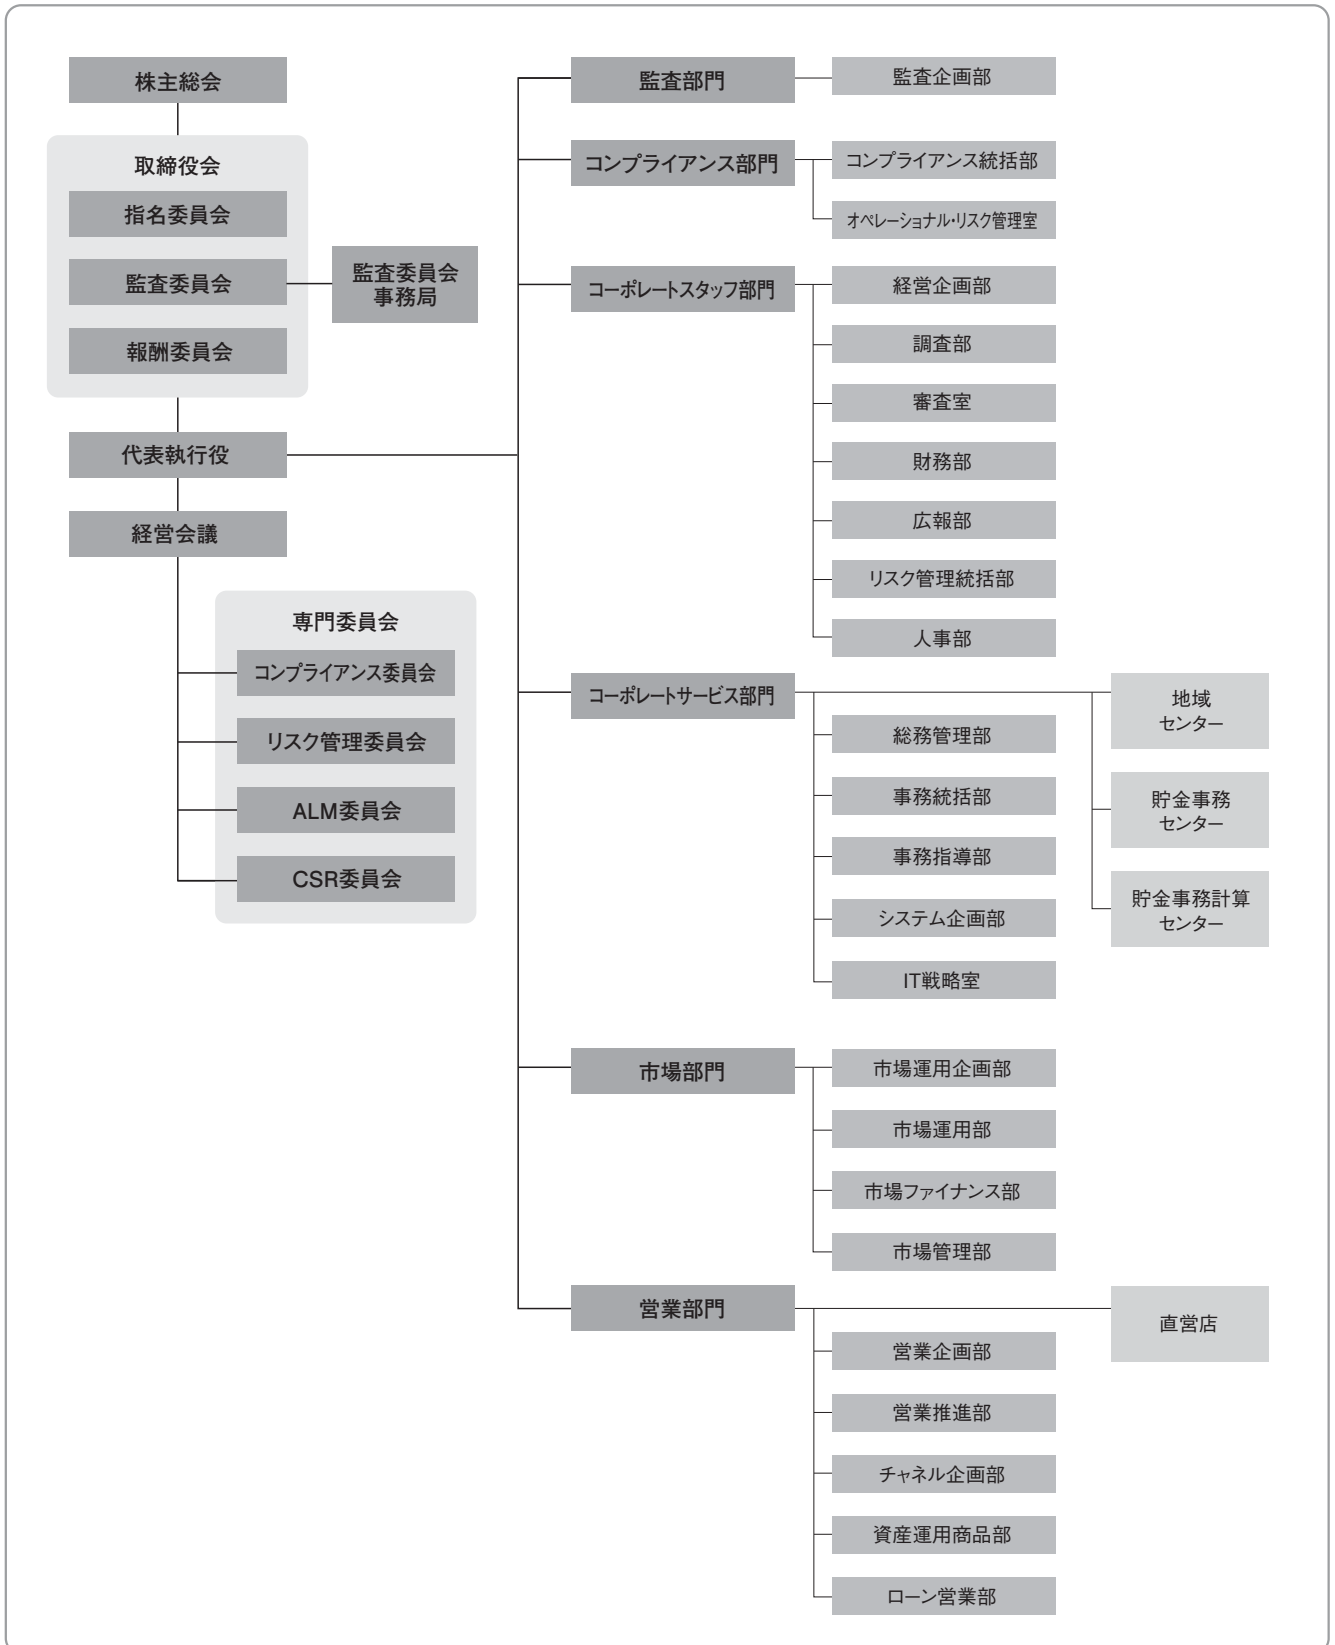 株主総会
取締役会
指名委員会
監査委員会
報酬委員会
監査委員会
事務局
代表執行役
経営会議
専門委員会
コンプライアンス委員会
リスク管理委員会
ALM委員会
CSR委員会
監査部門
監査企画部
コンプライアンス部門
コンプライアンス統括部
オペレーショナル・リスク管理室
コーポレートスタッフ部門
経営企画部
調査部
審査室
財務部
広報部
リスク管理統括部
人事部
コーポレートサービス部門
総務管理部
事務統括部
事務指導部
システム企画部
IT戦略室
地域
センター
貯金事務
センター
貯金事務計算
センター
市場部門
市場運用企画部
市場運用部
市場ファイナンス部
市場管理部
営業部門
営業企画部
営業推進部
チャネル企画部
資産運用商品部
ローン営業部
直営店